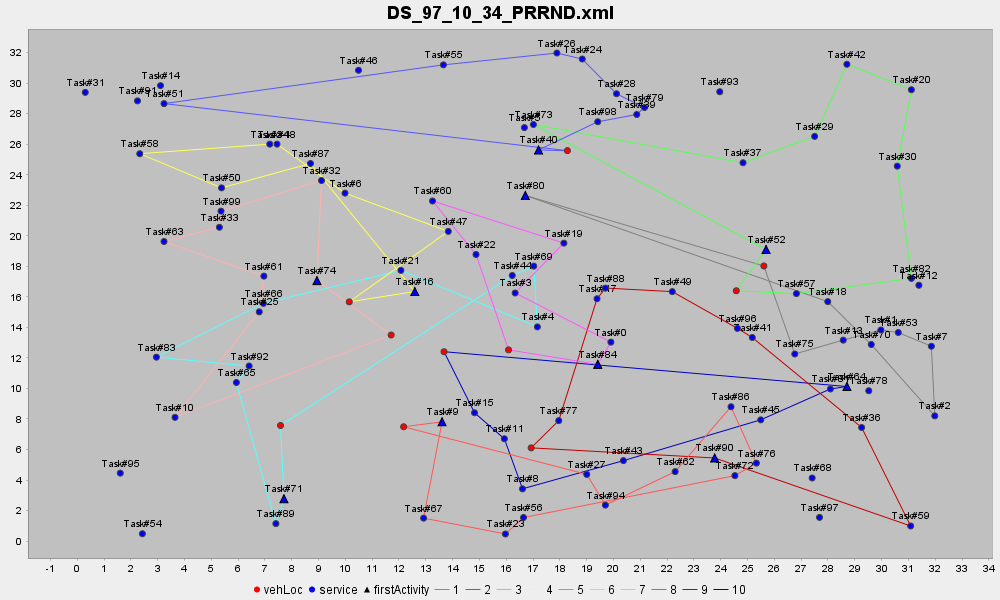 DS_97_10_34_PRRND.xml
32
30
28
26
24
22
20
18
16
14
12
10
8
6
4
2
0
Task#26
Task#24
Task#55
Task#42
Task#46
Task#31
Task#14
Task#91
Task#51
Task#28
Task#93
Task#20
Task#79
Task#98
Task#73
Task#29
Task#40
Task#58
Task#87
Task#37
Task#32
Task#30
Task#50
Task#6
Task#80
Task#99
Task#60
Task#33
Task#47
Task#63
Task#19
Task#52
Task#22
Task#69
Task#44
Task#21
Task#61
Task#74
Task#82
Task#12
Task#16
Task#3
Task#88
Task#49
Task#57
Task#18
Task#66
Task#25
Task#4
Task#96
Task#41
Task#13
Task#53
Task#0
Task#70
Task#7
Task#83
Task#84
Task#75
Task#92
Task#65
Task#78
Task#86
Task#10
Task#9
Task#15
Task#77
Task#45
Task#2
Task#11
Task#36
Task#90
Task#43
Task#76
Task#95
Task#27
Task#62
Task#72
Task#68
Task#8
Task#71
Task#94
Task#67
Task#56
Task#97
Task#89
Task#23
Task#59
Task#54
-1 0 1 2 3 4 5 6 7 8 9 10 11 12 13 14 15 16 17 18 19 20 21 22 23 24 25 26 27 28 29 30 31 32 33 34
vehLoc service firstActivity 1 2 3 4 5 6 7 8 9 10